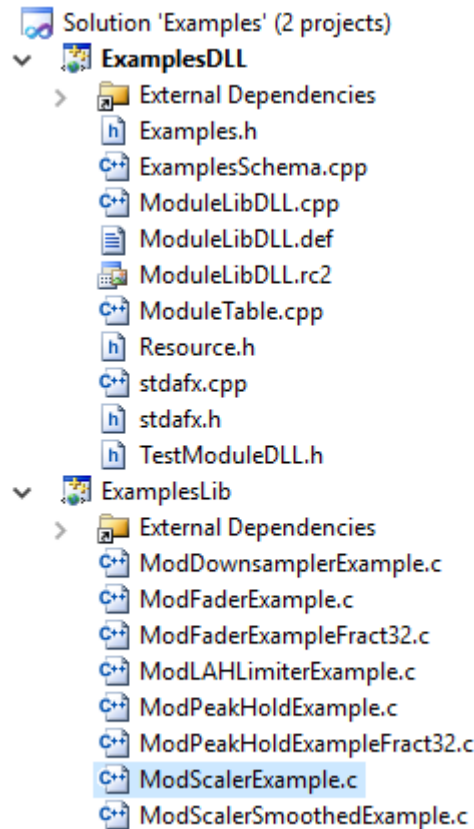 Solution 'Examples' (2 projects)
ExamplesDLL
External Dependencies
Examples.h
ExamplesSchema.cpp
ModuleLibDLL.cpp
ModuleLibDLL.def
ModuleLibDLL.rc2
ModuleTable.cpp
Resource.h
stdafx.cpp
stdafx.h
TestModuleDLL.h
ExamplesLib
External Dependencies
ModDownsamplerExample.c
ModFaderExample.c
ModFaderExampleFract32.c
ModLAHLimiterExample.c
ModPeakHoldExample.c
ModPeakHoldExampleFract32.c
ModScalerExample.c
ModScalerSmoothedExample.c